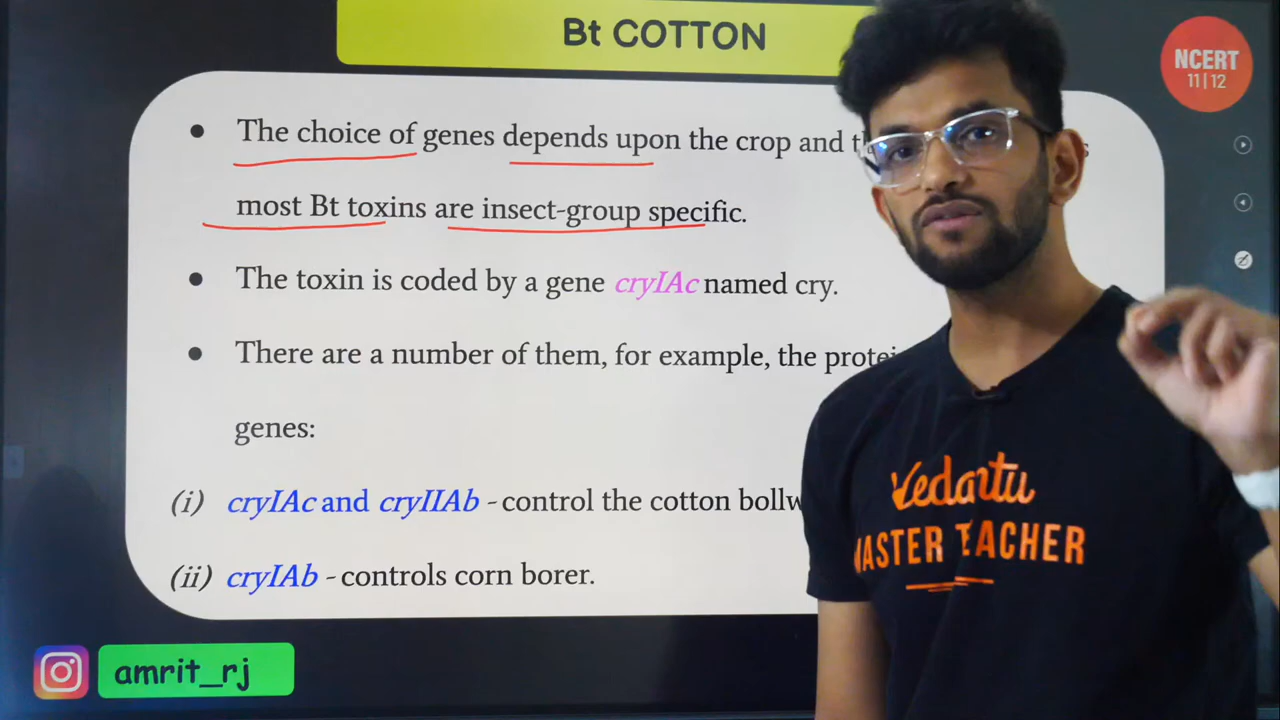 Bt COTTON
NCERT
11|12
● The choice of genes depends upon the crop and
most Bt toxins are insect-group specific.
● The toxin is coded by a gene cryIAc named cry.
● There are a number of them, for example, the
genes:
(i) cryIAc and cryIIAb - control the cotton
(ii) cryIAb - controls corn borer.
Vedantu
MASTER TEACHER
amrit_rj